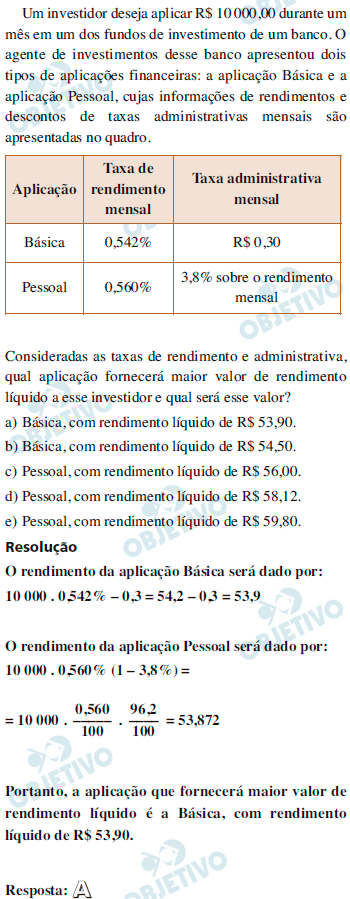 Um investidor deseja aplicar R$ 10 000,00 durante um
mês em um dos fundos de investimento de um banco. O
agente de investimentos desse banco apresentou dois
tipos de aplicações financeiras: a aplicação Básica e a
aplicação Pessoal, cujas informações de rendimentos e
descontos de taxas administrativas mensais são
apresentadas no quadro.
Aplicação
Taxa de
rendimento
mensal
Taxa administrativa
mensal
Básica
0,542%
R$ 0,30
Pessoal
0,560%
3,8% sobre o rendimento
mensal
Consideradas as taxas de rendimento e administrativa,
qual aplicação fornecerá maior valor de rendimento
líquido a esse investidor e qual será esse valor?
a) Básica, com rendimento líquido de R$ 53,90.
b) Básica, com rendimento líquido de R$ 54,50.
c) Pessoal, com rendimento líquido de R$ 56,00.
d) Pessoal, com rendimento líquido de R$ 58,12.
e) Pessoal, com rendimento líquido de R$ 59,80.
Resolução
O rendimento da aplicação Básica será dado por:
10 000 . 0,542% – 0,3 = 54,2 – 0,3 = 53,9
O rendimento da aplicação Pessoal será dado por:
10 000 . 0,560% (1 – 3,8%) =
= 10 000 . 0,560/100 . 96,2/100 = 53,872
Portanto, a aplicação que fornecerá maior valor de
rendimento líquido é a Básica, com rendimento
líquido de R$ 53,90.
Resposta: A
OBJETIVO
OBJETIVO
OBJETIVO
OBJETIVO
OBJETIVO
OBJETIVO
OBJETIVO
OBJETIVO
OBJETIVO